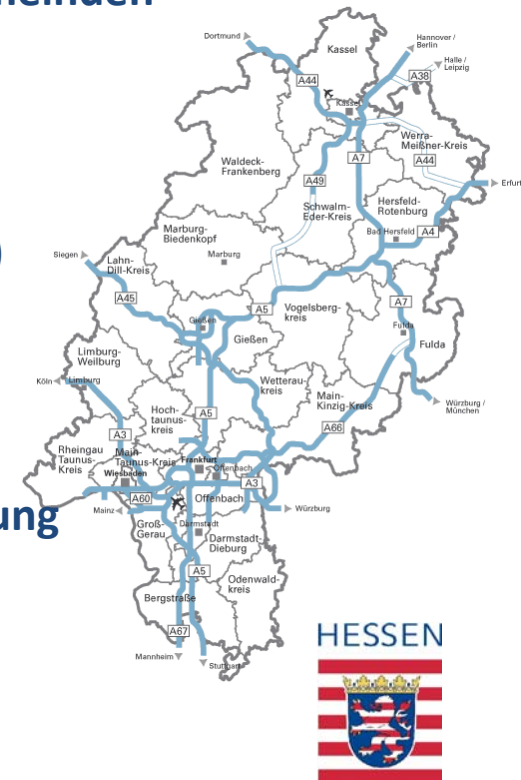 einden
Dortmund
Kassel
Hannover /
Berlin
Halle /
Leipzig
A44
A38
Kassel
Werra-
Meißner-Kreis
A7
A44
Waldeck-
Frankenberg
A49
Erfurt
Schwalm-
Eder-Kreis
Hersfeld-
Rotenburg
Marburg-
Biedenkopf
Bad Hersfeld
A4
)
Siegen
Marburg
Lahn-
Dill-Kreis
A45
A5
Vogelsberg-
kreis
A7
Gießen
Gießen
Fulda
Fulda
Limburg-
Weilburg
Köln
Limburg
Wetterau-
kreis
Main-
Kinzig-Kreis
Würzburg /
München
Hoch-
taunus-
kreis
A5
A66
A3
Rheingau
Taunus-
Kreis
Main-
Taunus-Kreis
Frankfurt
Offenbach
Wiesbaden
A3
A60
Offenbach
ung
Mainz
Würzburg
Groß-
Gerau
Darmstadt
Darmstadt-
Dieburg
A5
Odenwald-
kreis
Bergstraße
A67
Mannheim
Stuttgart
HESSEN